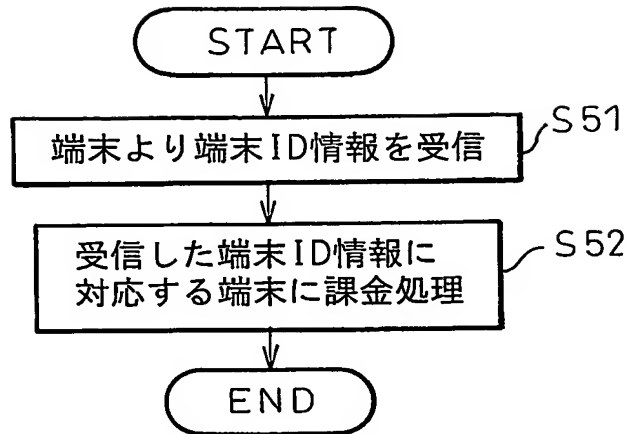 START
端末より端末ID情報を受信
S51
受信した端末ID情報に
対応する端末に課金処理
S52
END